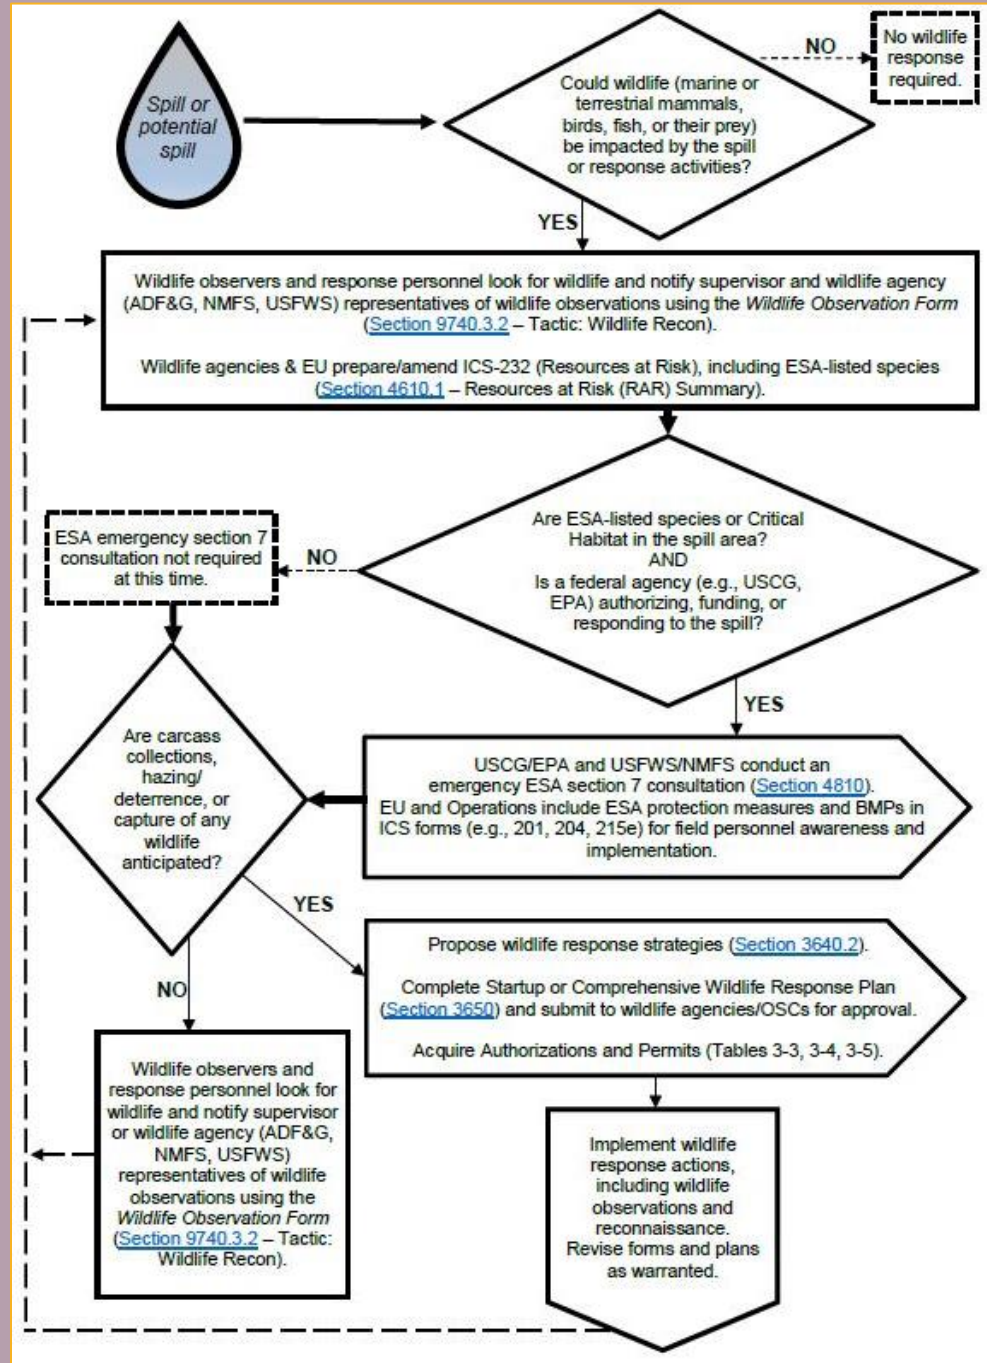 Spill or
potential
spill
Could wildlife (marine or
terrestrial mammals,
birds, fish, or their prey)
be impacted by the spill
or response activities?
NO
No wildlife
response
required.
YES
Wildlife observers and response personnel look for wildlife and notify supervisor and wildlife agency
(ADF&G, NMFS, USFWS) representatives of wildlife observations using the Wildlife Observation Form
(Section 9740.3.2 – Tactic: Wildlife Recon).
Wildlife agencies & EU prepare/amend ICS-232 (Resources at Risk), including ESA-listed species
(Section 4610.1 – Resources at Risk (RAR) Summary).
Are ESA-listed species or Critical
Habitat in the spill area?
AND
Is a federal agency (e.g., USCG,
EPA) authorizing, funding, or
responding to the spill?
NO
ESA emergency section 7
consultation not required
at this time.
YES
USCG/EPA and USFWS/NMFS conduct an
emergency ESA section 7 consultation (Section 4810).
EU and Operations include ESA protection measures and BMPs in
ICS forms (e.g., 201, 204, 215e) for field personnel awareness and
implementation.
Are carcass
collections,
hazing/
deterrence, or
capture of any
wildlife
anticipated?
YES
Propose wildlife response strategies (Section 3640.2).
Complete Startup or Comprehensive Wildlife Response Plan
(Section 3650) and submit to wildlife agencies/OSCs for approval.
Acquire Authorizations and Permits (Tables 3-3, 3-4, 3-5).
NO
Wildlife observers and
response personnel look for
wildlife and notify supervisor
or wildlife agency (ADF&G,
NMFS, USFWS)
representatives of wildlife
observations using the
Wildlife Observation Form
(Section 9740.3.2 – Tactic:
Wildlife Recon).
Implement wildlife
response actions,
including wildlife
observations and
reconnaissance.
Revise forms and plans
as warranted.